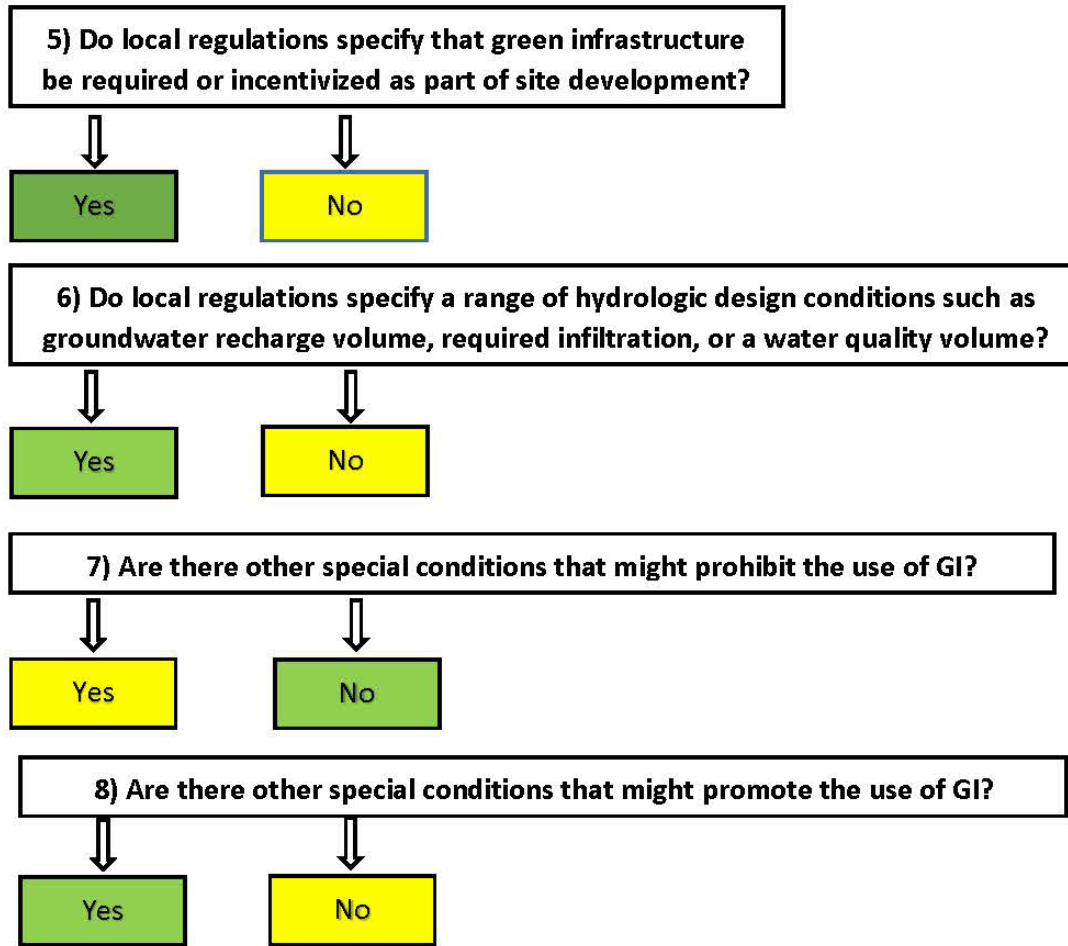 5) Do local regulations specify that green infrastructure
be required or incentivized as part of site development?
Yes
No
6) Do local regulations specify a range of hydrologic design conditions such as
groundwater recharge volume, required infiltration, or a water quality volume?
Yes
No
7) Are there other special conditions that might prohibit the use of GI?
Yes
No
8) Are there other special conditions that might promote the use of GI?
Yes
No